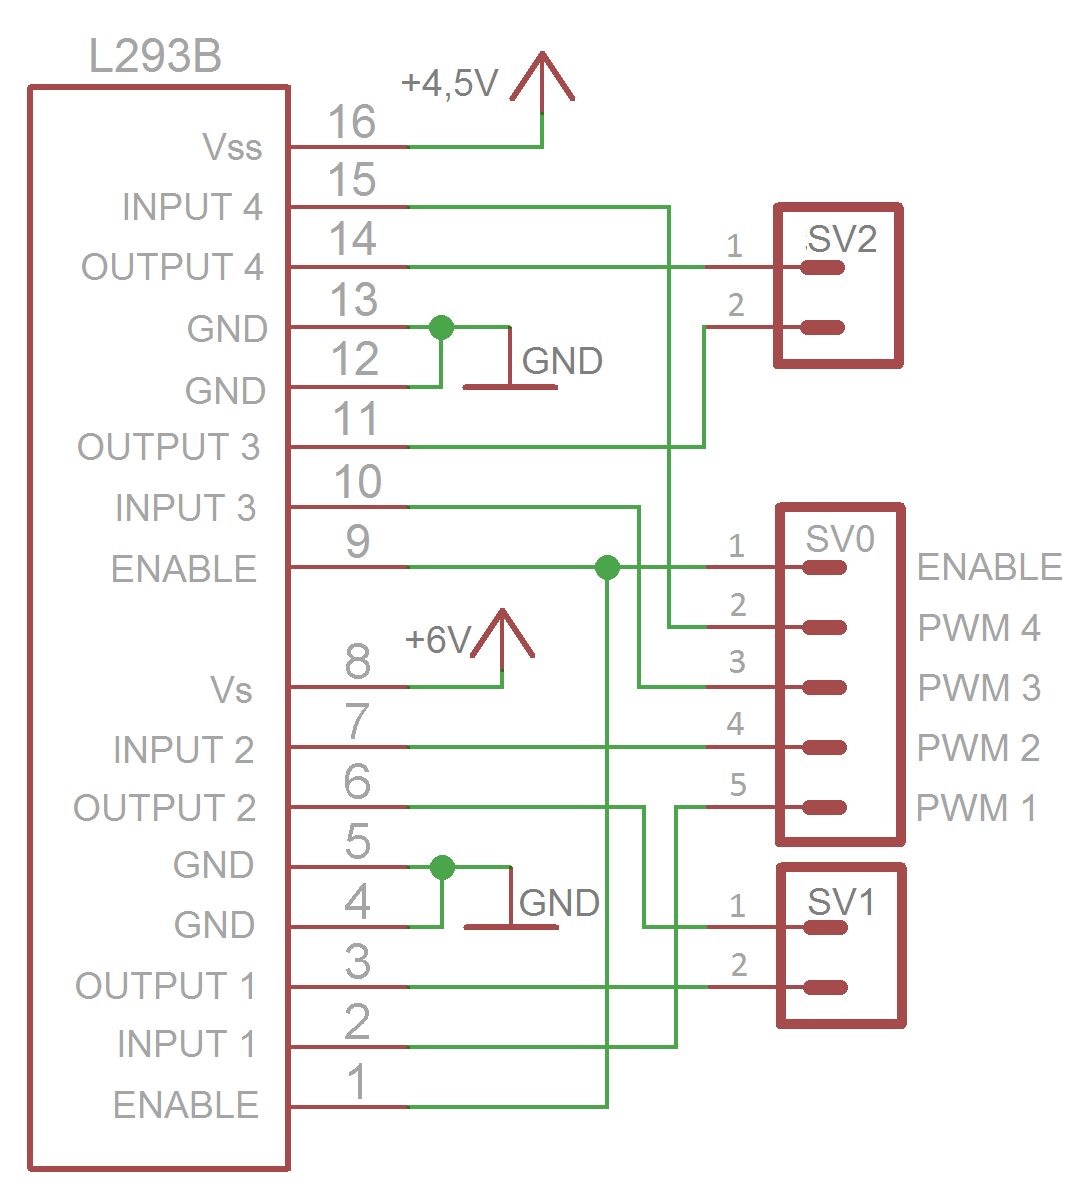 L293B
+4,5V
16
Vss
15
INPUT 4
14
OUTPUT 4
1
SV2
13
GND
2
12
GND
GND
11
OUTPUT 3
10
INPUT 3
9
ENABLE
1
SV0
ENABLE
2
PWM 4
+6V
8
Vs
3
PWM 3
7
INPUT 2
4
PWM 2
6
OUTPUT 2
5
PWM 1
5
GND
4
GND
GND
1
SV1
3
OUTPUT 1
2
2
INPUT 1
1
ENABLE